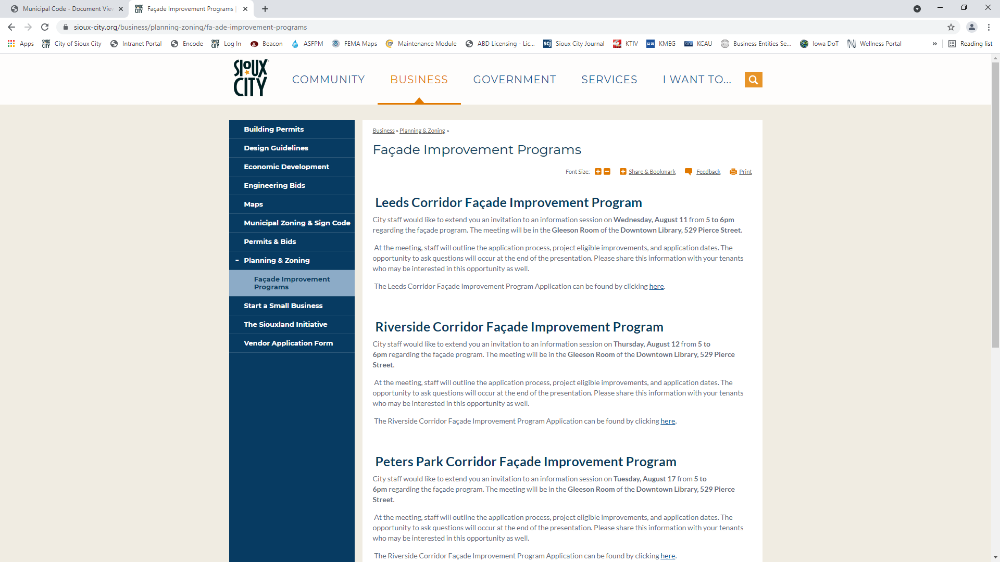 Municipal Code - Document View
Façade Improvement Programs |
sioux-city.org/business/planning-zoning/fa-ade-improvement-programs
Apps
City of Sioux City
Intranet Portal
Encode
Log In
Beacon
ASFPM
FEMA Maps
Maintenance Module
ABD Licensing - Lic...
Sioux City Journal
KTIV
KMEG
KCAU
Business Entities Se...
Iowa DoT
Wellness Portal
»
Reading list
SIOUX
CITY
COMMUNITY
BUSINESS
GOVERNMENT
SERVICES
I WANT TO...
Building Permits
Design Guidelines
Economic Development
Engineering Bids
Maps
Municipal Zoning & Sign Code
Permits & Bids
- Planning & Zoning
Façade Improvement
Programs
Start a Small Business
The Siouxland Initiative
Vendor Application Form
Business » Planning & Zoning »
Façade Improvement Programs
Font Size:
Share & Bookmark
Feedback
Print
Leeds Corridor Façade Improvement Program
City staff would like to extend you an invitation to an information session on Wednesday, August 11 from 5 to 6pm
regarding the façade program. The meeting will be in the Gleeson Room of the Downtown Library, 529 Pierce Street.
At the meeting, staff will outline the application process, project eligible improvements, and application dates. The
opportunity to ask questions will occur at the end of the presentation. Please share this information with your tenants
who may be interested in this opportunity as well.
The Leeds Corridor Façade Improvement Program Application can be found by clicking here.
Riverside Corridor Façade Improvement Program
City staff would like to extend you an invitation to an information session on Thursday, August 12 from 5 to
6pm regarding the façade program. The meeting will be in the Gleeson Room of the Downtown Library, 529 Pierce
Street.
At the meeting, staff will outline the application process, project eligible improvements, and application dates. The
opportunity to ask questions will occur at the end of the presentation. Please share this information with your tenants
who may be interested in this opportunity as well.
The Riverside Corridor Façade Improvement Program Application can be found by clicking here.
Peters Park Corridor Façade Improvement Program
City staff would like to extend you an invitation to an information session on Tuesday, August 17 from 5 to
6pm regarding the façade program. The meeting will be in the Gleeson Room of the Downtown Library, 529 Pierce
Street.
At the meeting, staff will outline the application process, project eligible improvements, and application dates. The
opportunity to ask questions will occur at the end of the presentation. Please share this information with your tenants
who may be interested in this opportunity as well.
The Riverside Corridor Façade Improvement Program Application can be found by clicking here.